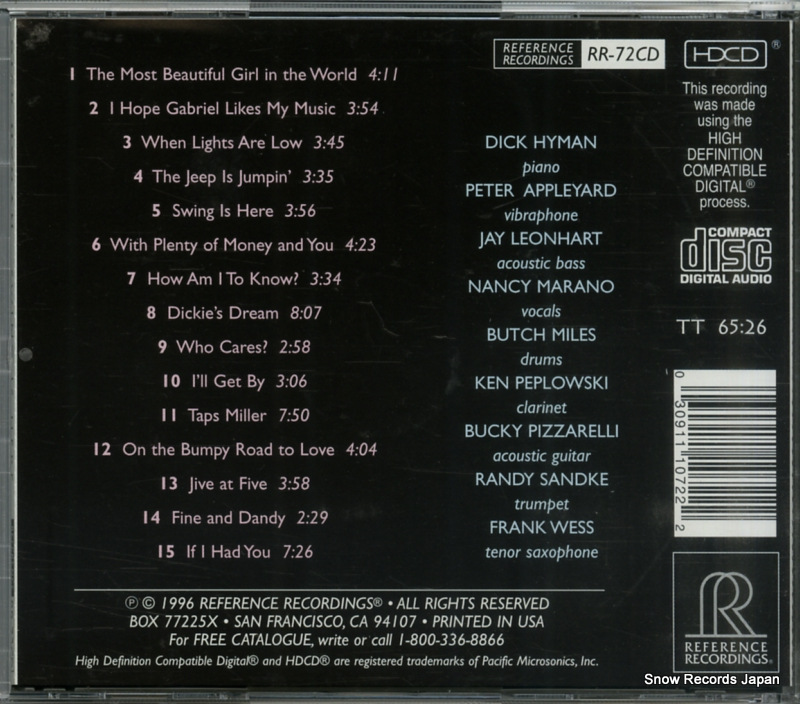 1 The Most Beautiful Girl in the World 4:11
2 I Hope Gabriel Likes My Music 3:54
3 When Lights Are Low 3:45
4 The Jeep Is Jumpin' 3:35
5 Swing Is Here 3:56
6 With Plenty of Money and You 4:23
7 How Am I To Know? 3:34
8 Dickie's Dream 8:07
9 Who Cares? 2:58
10 I'll Get By 3:06
11 Taps Miller 7:50
12 On the Bumpy Road to Love 4:04
13 Jive at Five 3:58
14 Fine and Dandy 2:29
15 If I Had You 7:26
REFERENCE
RECORDINGS
RR-72CD
DICK HYMAN
piano
PETER APPLEYARD
vibraphone
JAY LEONHART
acoustic bass
NANCY MARANO
vocals
BUTCH MILES
drums
KEN PEPLOWSKI
clarinet
BUCKY PIZZARELLI
acoustic guitar
RANDY SANDKE
trumpet
FRANK WESS
tenor saxophone
HDCD®
This recording
was made
using the
HIGH
DEFINITION
COMPATIBLE
DIGITAL®
process.
COMPACT
disc
DIGITAL AUDIO
TT 65:26
0 30911 10722 2
℗ © 1996 REFERENCE RECORDINGS® • ALL RIGHTS RESERVED
BOX 77225X • SAN FRANCISCO, CA 94107 • PRINTED IN USA
For FREE CATALOGUE, write or call 1-800-336-8866
High Definition Compatible Digital® and HDCD® are registered trademarks of Pacific Microsonics, Inc.
R
REFERENCE
RECORDINGS®
Snow Records Japan